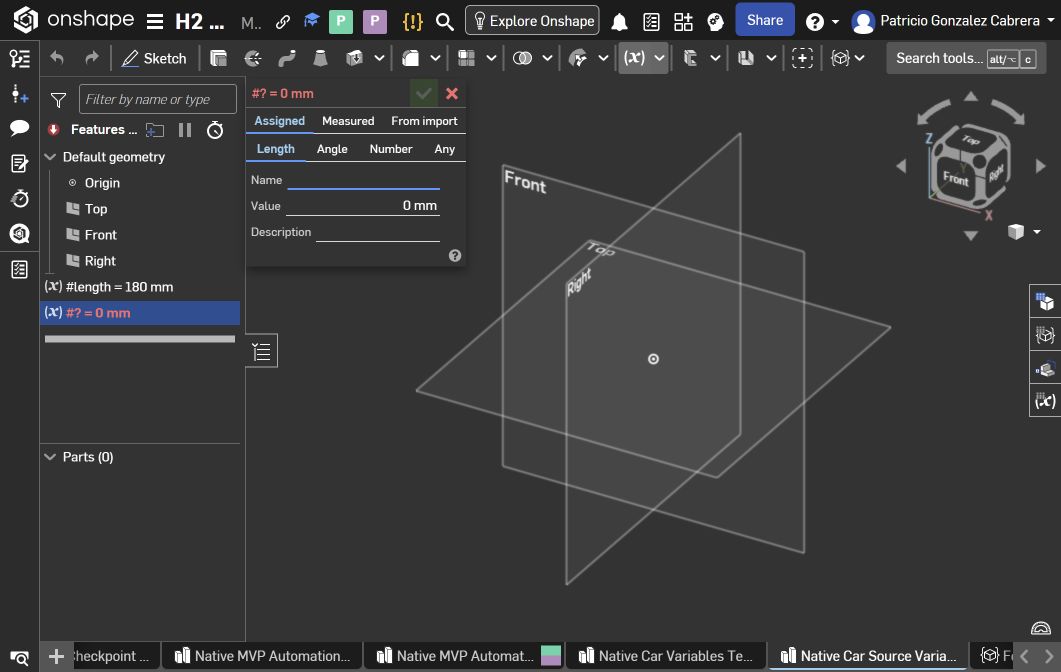 onshape H2 ... M.. P P {!} Explore Onshape Share ? Patricio Gonzalez Cabrera
Sketch (x) Search tools... alt/⌥ c
Filter by name or type
Features ...
Default geometry
Origin
Top
Front
Right
(x) #length = 180 mm
(x) #? = 0 mm
Parts (0)
#? = 0 mm
Assigned Measured From import
Length Angle Number Any
Name
Value 0 mm
Description
?
Front
Top
Right
Z
Top
Y
Front Right
X
(x)
+ Checkpoint ... Native MVP Automation... Native MVP Automat... Native Car Variables Te... Native Car Source Varia...